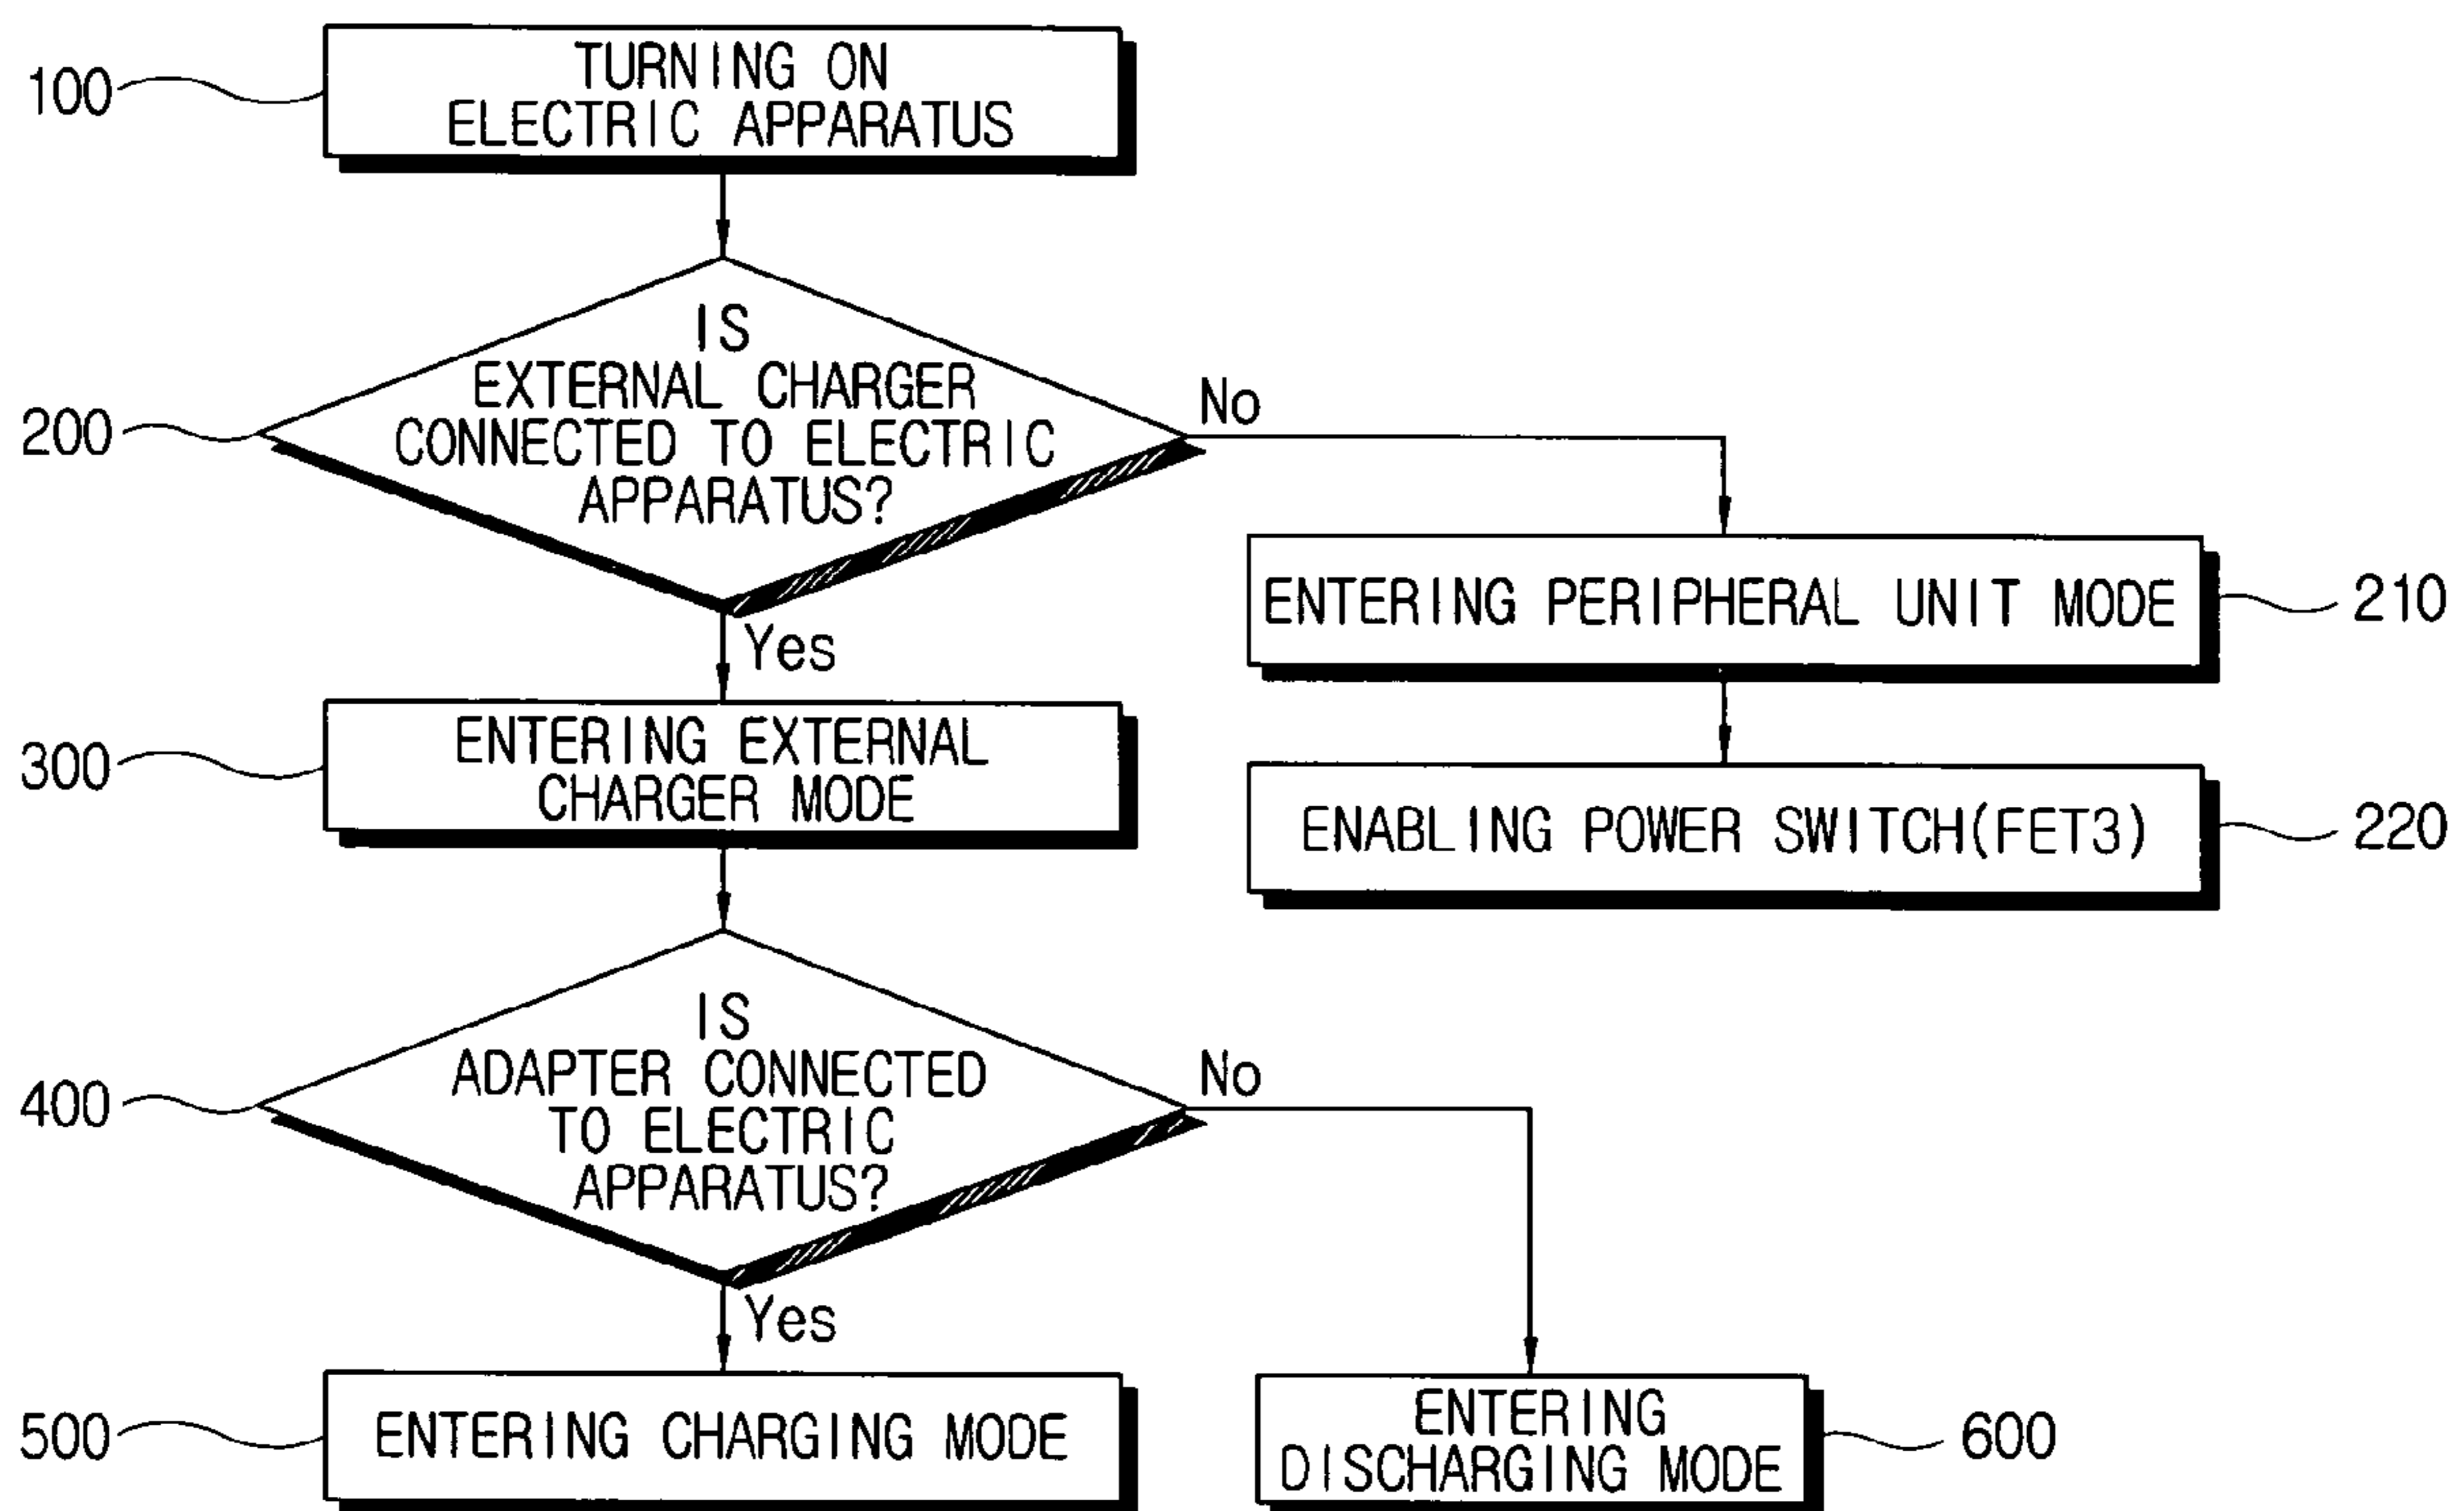 100
TURNING ON
ELECTRIC APPARATUS
200
IS
EXTERNAL CHARGER
CONNECTED TO ELECTRIC
APPARATUS?
No
Yes
ENTERING PERIPHERAL UNIT MODE
210
300
ENTERING EXTERNAL
CHARGER MODE
ENABLING POWER SWITCH(FET3)
220
400
IS
ADAPTER CONNECTED
TO ELECTRIC
APPARATUS?
No
Yes
500
ENTERING CHARGING MODE
ENTERING
DISCHARGING MODE
600